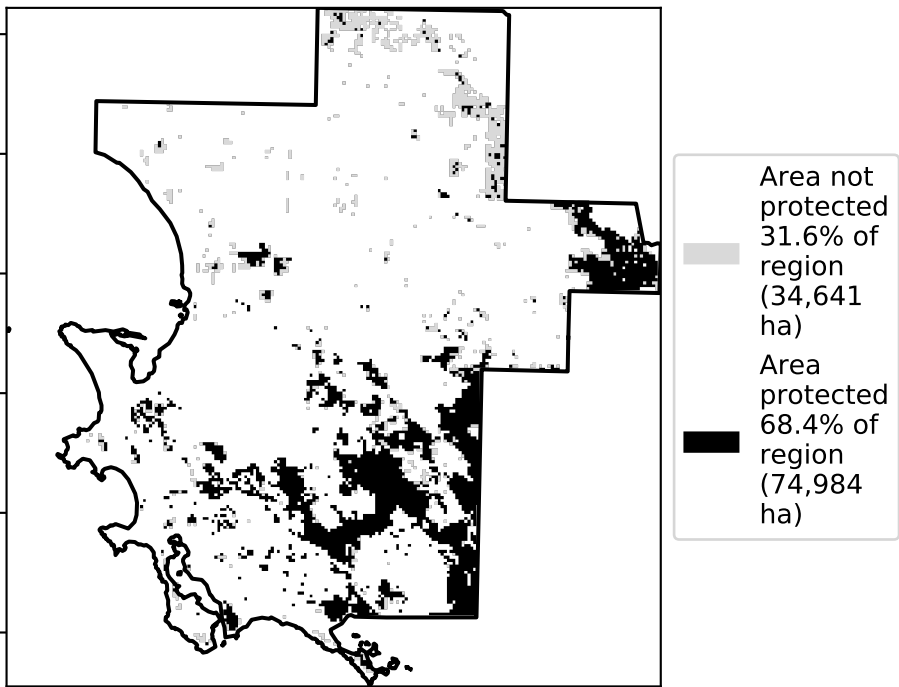 Area not
protected
31.6% of
region
(34,641
ha)
Area
protected
68.4% of
region
(74,984
ha)